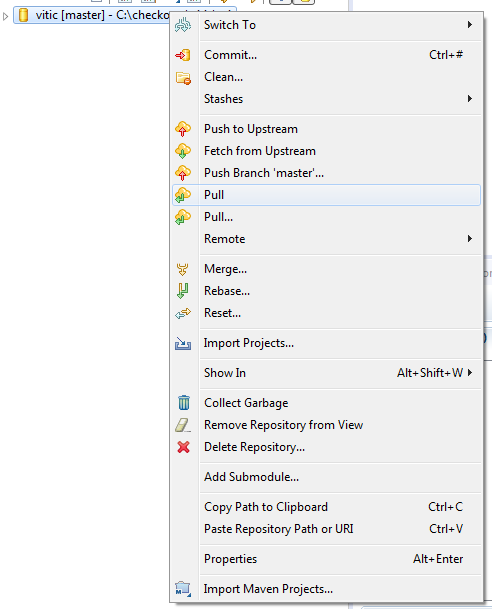 vitic [master] - C:\checko
Switch To
Commit... Ctrl+#
Clean...
Stashes
Push to Upstream
Fetch from Upstream
Push Branch 'master'...
Pull
Pull...
Remote
Merge...
Rebase...
Reset...
Import Projects...
Show In Alt+Shift+W
Collect Garbage
Remove Repository from View
Delete Repository...
Add Submodule...
Copy Path to Clipboard Ctrl+C
Paste Repository Path or URI Ctrl+V
Properties Alt+Enter
Import Maven Projects...